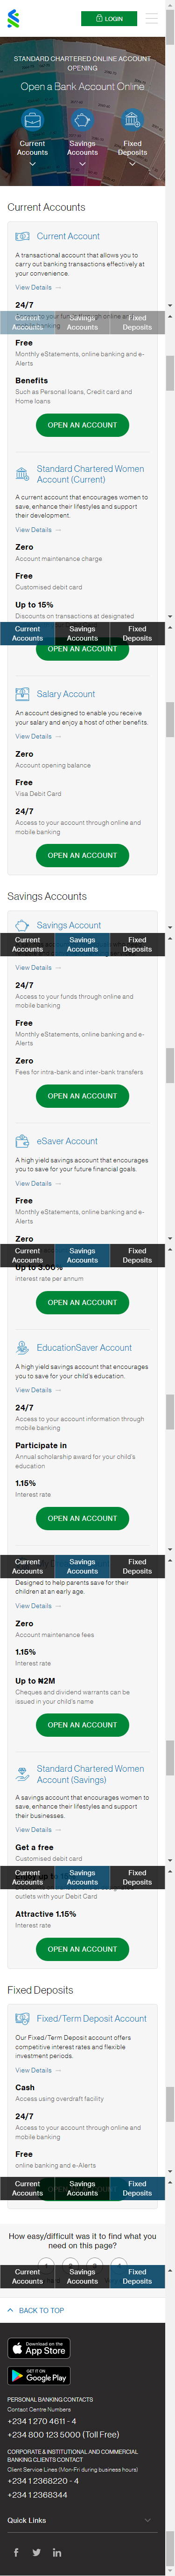 LOGIN
STANDARD CHARTERED ONLINE ACCOUNT
OPENING
Open a Bank Account Online
Current
Accounts
Savings
Accounts
Fixed
Deposits
Current Accounts
Current Account
A transactional account that allows you to
carry out banking transactions effectively at
your convenience.
View Details
24/7
Current
Accounts
Savings
Accounts
Fixed
Deposits
Free
Monthly eStatements, online banking and e-
Alerts
Benefits
Such as Personal loans, Credit card and
Home loans
OPEN AN ACCOUNT
Standard Chartered Women
Account (Current)
A current account that encourages women to
save, enhance their lifestyles and support
their development.
View Details
Zero
Account maintenance charge
Free
Customised debit card
Up to 15%
Discounts on transactions at designated
Current
Accounts
Savings
Accounts
Fixed
Deposits
OPEN AN ACCOUNT
Salary Account
An account designed to enable you receive
your salary and enjoy a host of other benefits.
View Details
Zero
Account opening balance
Free
Visa Debit Card
24/7
Access to your account through online and
mobile banking
OPEN AN ACCOUNT
Savings Accounts
Savings Account
Current
Accounts
Savings
Accounts
Fixed
Deposits
View Details
24/7
Access to your funds through online and
mobile banking
Free
Monthly eStatements, online banking and e-
Alerts
Zero
Fees for intra-bank and inter-bank transfers
OPEN AN ACCOUNT
eSaver Account
A high yield savings account that encourages
you to save for your future financial goals.
View Details
Free
Monthly eStatements, online banking and e-
Alerts
Zero
Current
Accounts
Savings
Accounts
Fixed
Deposits
Up to 3.00%
interest rate per annum
OPEN AN ACCOUNT
EducationSaver Account
A high yield savings account that encourages
you to save for your child's education.
View Details
24/7
Access to your account information through
mobile banking
Participate in
Annual scholarship award for your child's
education
1.15%
Interest rate
OPEN AN ACCOUNT
Current
Accounts
Savings
Accounts
Fixed
Deposits
Designed to help parents save for their
children at an early age.
View Details
Zero
Account maintenance fees
1.15%
Interest rate
Up to ₦2M
Cheques and dividend warrants can be
issued in your child's name
OPEN AN ACCOUNT
Standard Chartered Women
Account (Savings)
A savings account that encourages women to
save, enhance their lifestyles and support
their businesses.
View Details
Get a free
Customised debit card
Current
Accounts
Savings
Accounts
Fixed
Deposits
outlets with your Debit Card
Attractive 1.15%
Interest rate
OPEN AN ACCOUNT
Fixed Deposits
Fixed/Term Deposit Account
Our Fixed/Term Deposit account offers
competitive interest rates and flexible
investment periods.
View Details
Cash
Access using overdraft facility
24/7
Access to your account through online and
mobile banking
Free
online banking and e-Alerts
Current
Accounts
Savings
Accounts
Fixed
Deposits
How easy/difficult was it to find what you
need on this page?
Current
Accounts
Savings
Accounts
Fixed
Deposits
BACK TO TOP
Download on the
App Store
GET IT ON
Google Play
PERSONAL BANKING CONTACTS
Contact Centre Numbers
+234 1 270 4611 - 4
+234 800 123 5000 (Toll Free)
CORPORATE & INSTITUTIONAL AND COMMERCIAL
BANKING CLIENTS CONTACT
Client Service Lines (Mon-Fri during business hours)
+234 1 2368220 - 4
+234 1 2368344
Quick Links